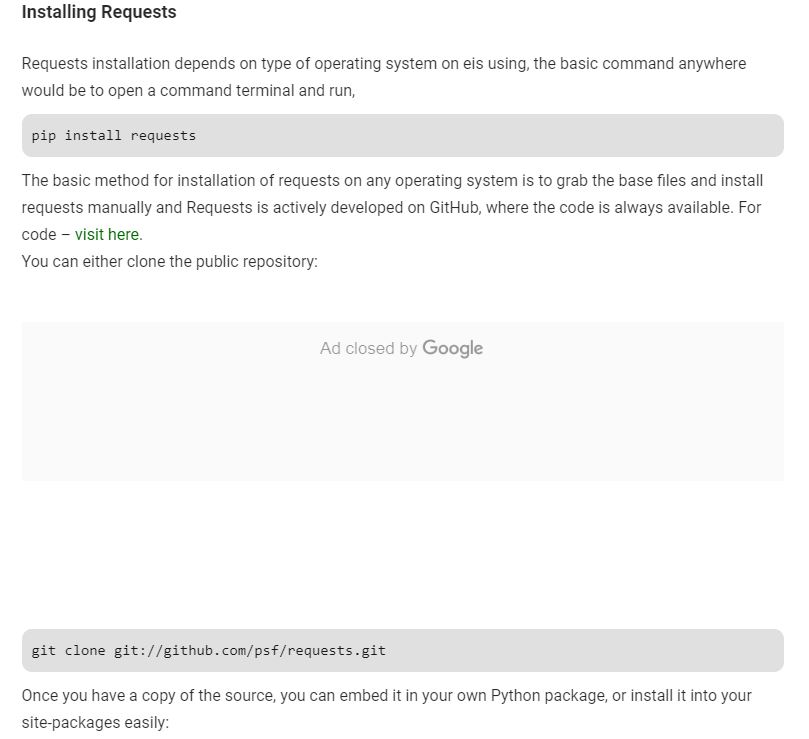 Installing Requests
Requests installation depends on type of operating system on eis using, the basic command anywhere
would be to open a command terminal and run,
pip install requests
The basic method for installation of requests on any operating system is to grab the base files and install
requests manually and Requests is actively developed on GitHub, where the code is always available. For
code – visit here.
You can either clone the public repository:
Ad closed by Google
git clone git://github.com/psf/requests.git
Once you have a copy of the source, you can embed it in your own Python package, or install it into your
site-packages easily: